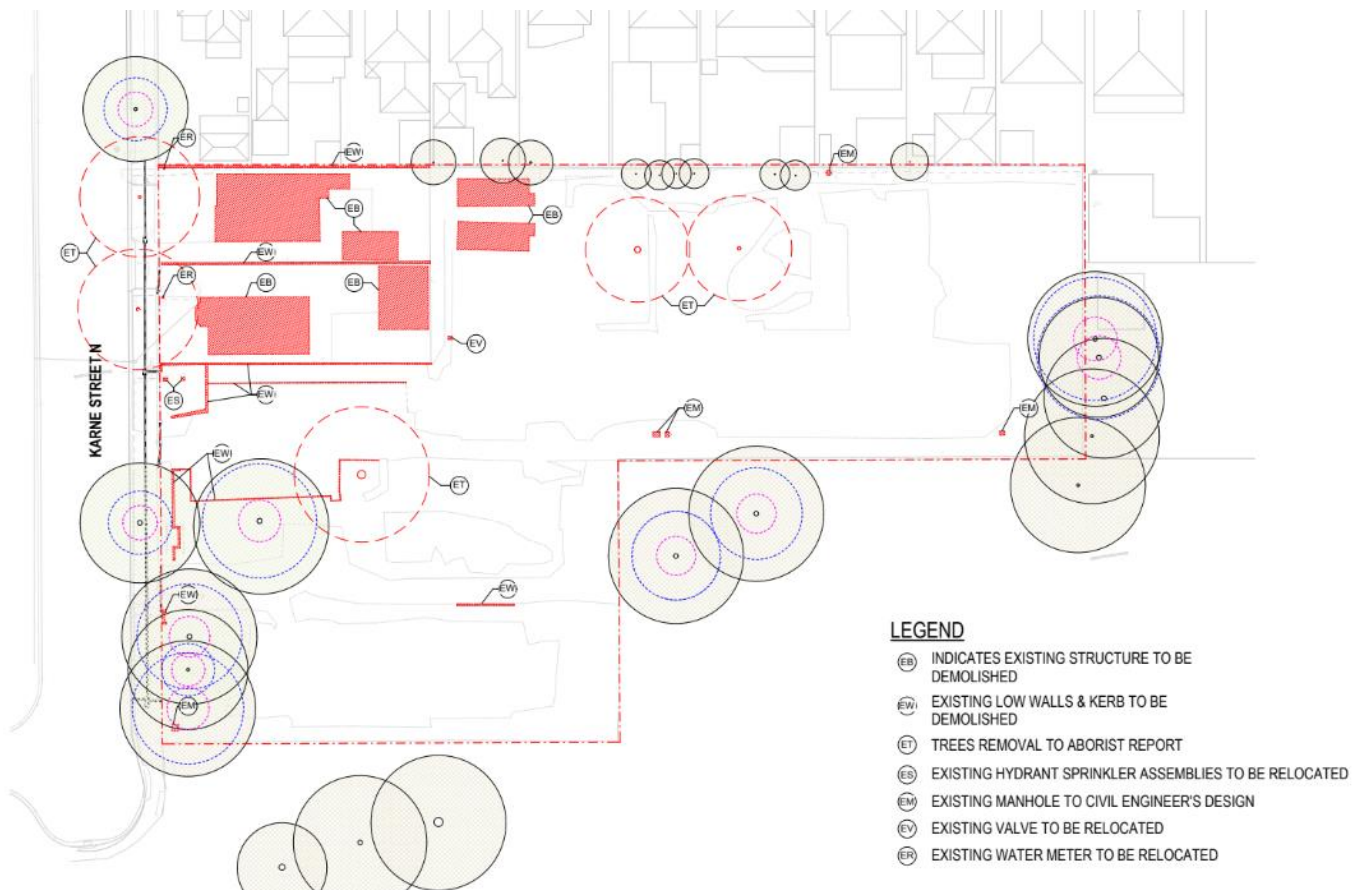 ER
EW
EM
EB
EB
ET
EW
ER
EB
EB
ET
EV
KARNE STREET N
ES
EW
EM
EM
EW
ET
EW
EW
EM
LEGEND
EB INDICATES EXISTING STRUCTURE TO BE
DEMOLISHED
EW EXISTING LOW WALLS & KERB TO BE
DEMOLISHED
ET TREES REMOVAL TO ABORIST REPORT
ES EXISTING HYDRANT SPRINKLER ASSEMBLIES TO BE RELOCATED
EM EXISTING MANHOLE TO CIVIL ENGINEER'S DESIGN
EV EXISTING VALVE TO BE RELOCATED
ER EXISTING WATER METER TO BE RELOCATED